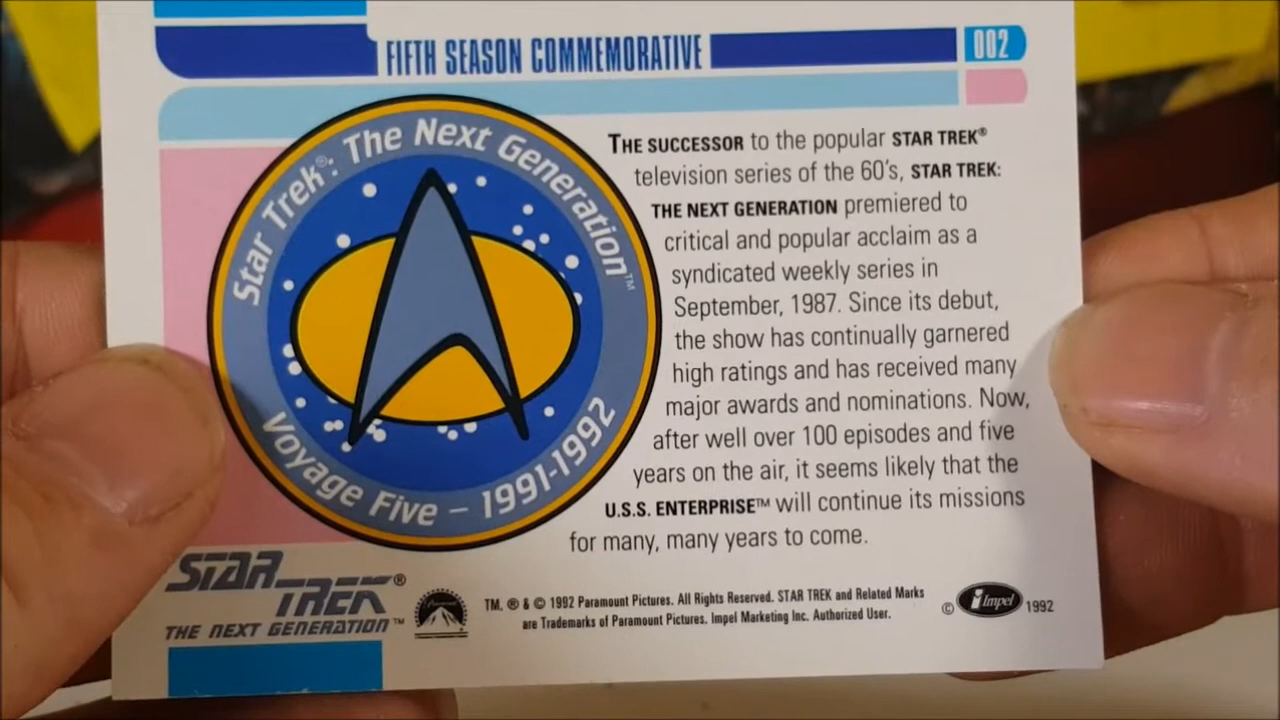 FIFTH SEASON COMMEMORATIVE
002
Star Trek®: The Next Generation™
Voyage Five – 1991-1992
THE SUCCESSOR to the popular STAR TREK®
television series of the 60's, STAR TREK:
THE NEXT GENERATION premiered to
critical and popular acclaim as a
syndicated weekly series in
September, 1987. Since its debut,
the show has continually garnered
high ratings and has received many
major awards and nominations. Now,
after well over 100 episodes and five
years on the air, it seems likely that the
U.S.S. ENTERPRISE™ will continue its missions
for many, many years to come.
STAR
TREK®
THE NEXT GENERATION™
Paramount
TM, ® & © 1992 Paramount Pictures. All Rights Reserved. STAR TREK and Related Marks
are Trademarks of Paramount Pictures. Impel Marketing Inc. Authorized User.
© Impel 1992